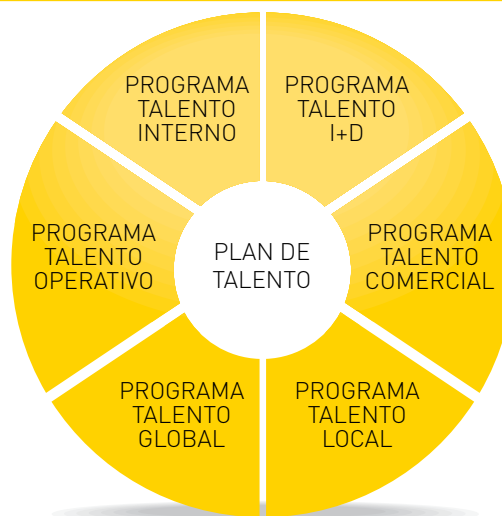 PROGRAMA
TALENTO
INTERNO
PROGRAMA
TALENTO
I+D
PROGRAMA
TALENTO
OPERATIVO
PLAN DE
TALENTO
PROGRAMA
TALENTO
COMERCIAL
PROGRAMA
TALENTO
GLOBAL
PROGRAMA
TALENTO
LOCAL